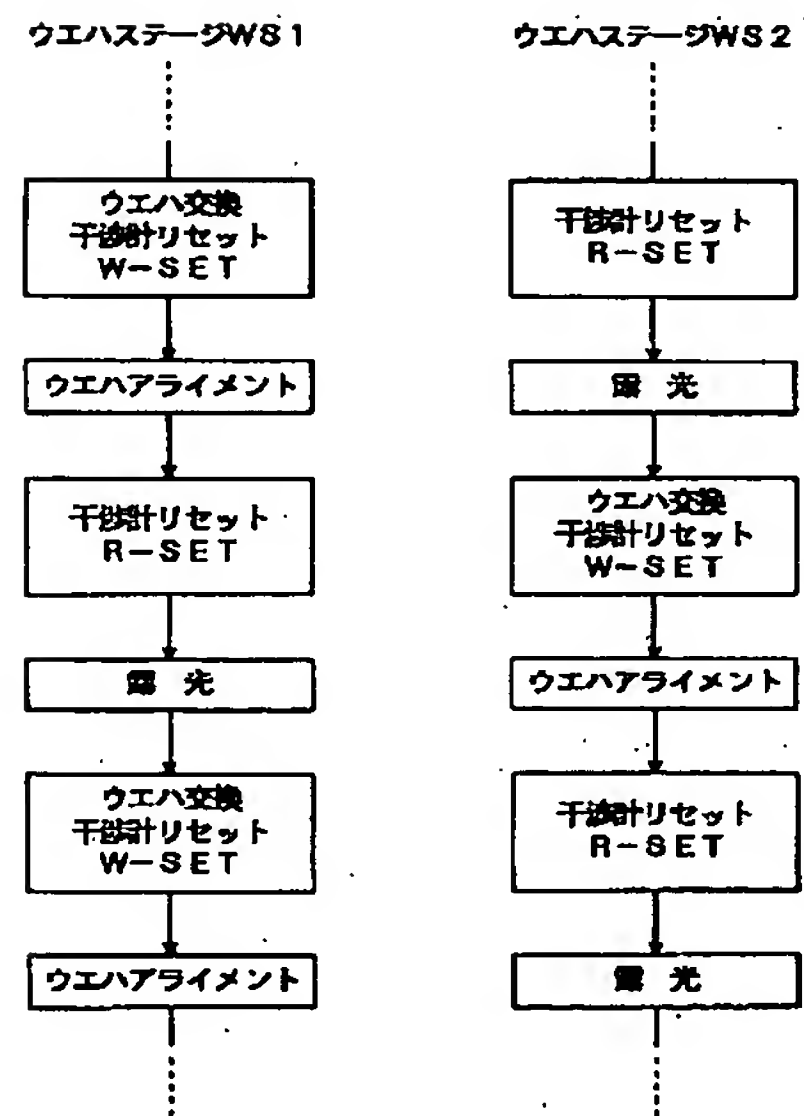 ウエハステージWS1
ウエハ交換
干渉計リセット
W-SET
ウエハアライメント
干渉計リセット
R-SET
露 光
ウエハ交換
干渉計リセット
W-SET
ウエハアライメント
ウエハステージWS2
干渉計リセット
R-SET
露 光
ウエハ交換
干渉計リセット
W-SET
ウエハアライメント
干渉計リセット
R-SET
露 光